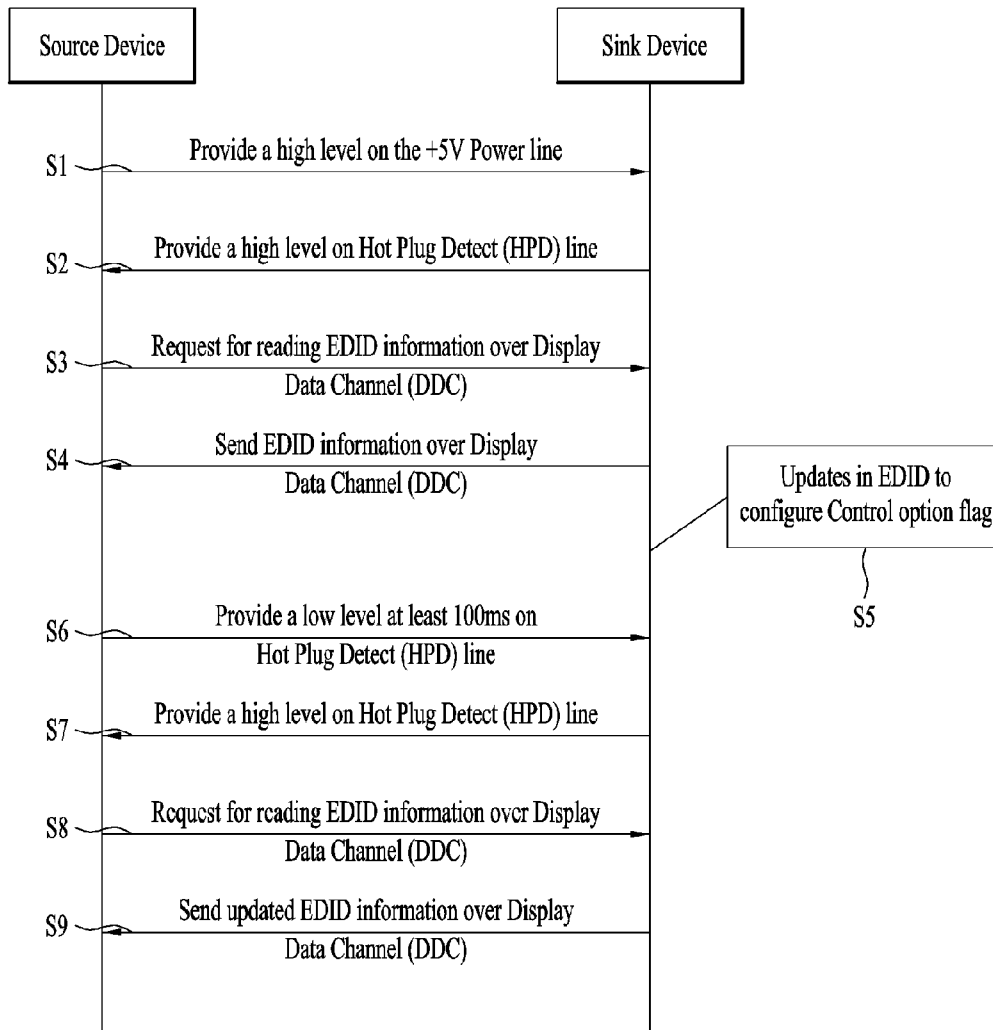 Source Device
Sink Device
S1
Provide a high level on the +5V Power line
S2
Provide a high level on Hot Plug Detect (HPD) line
S3
Request for reading EDID information over Display
Data Channel (DDC)
S4
Send EDID information over Display
Data Channel (DDC)
Updates in EDID to
configure Control option flag
S5
S6
Provide a low level at least 100ms on
Hot Plug Detect (HPD) line
S7
Provide a high level on Hot Plug Detect (HPD) line
S8
Request for reading EDID information over Display
Data Channel (DDC)
S9
Send updated EDID information over Display
Data Channel (DDC)